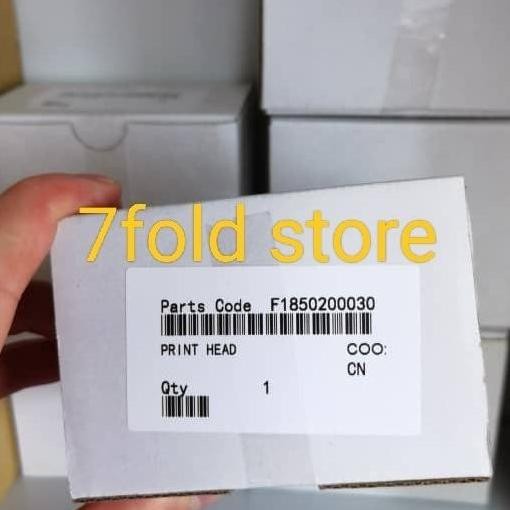 7fold store
Parts Code F1850200030
PRINT HEAD COO:
CN
Qty 1